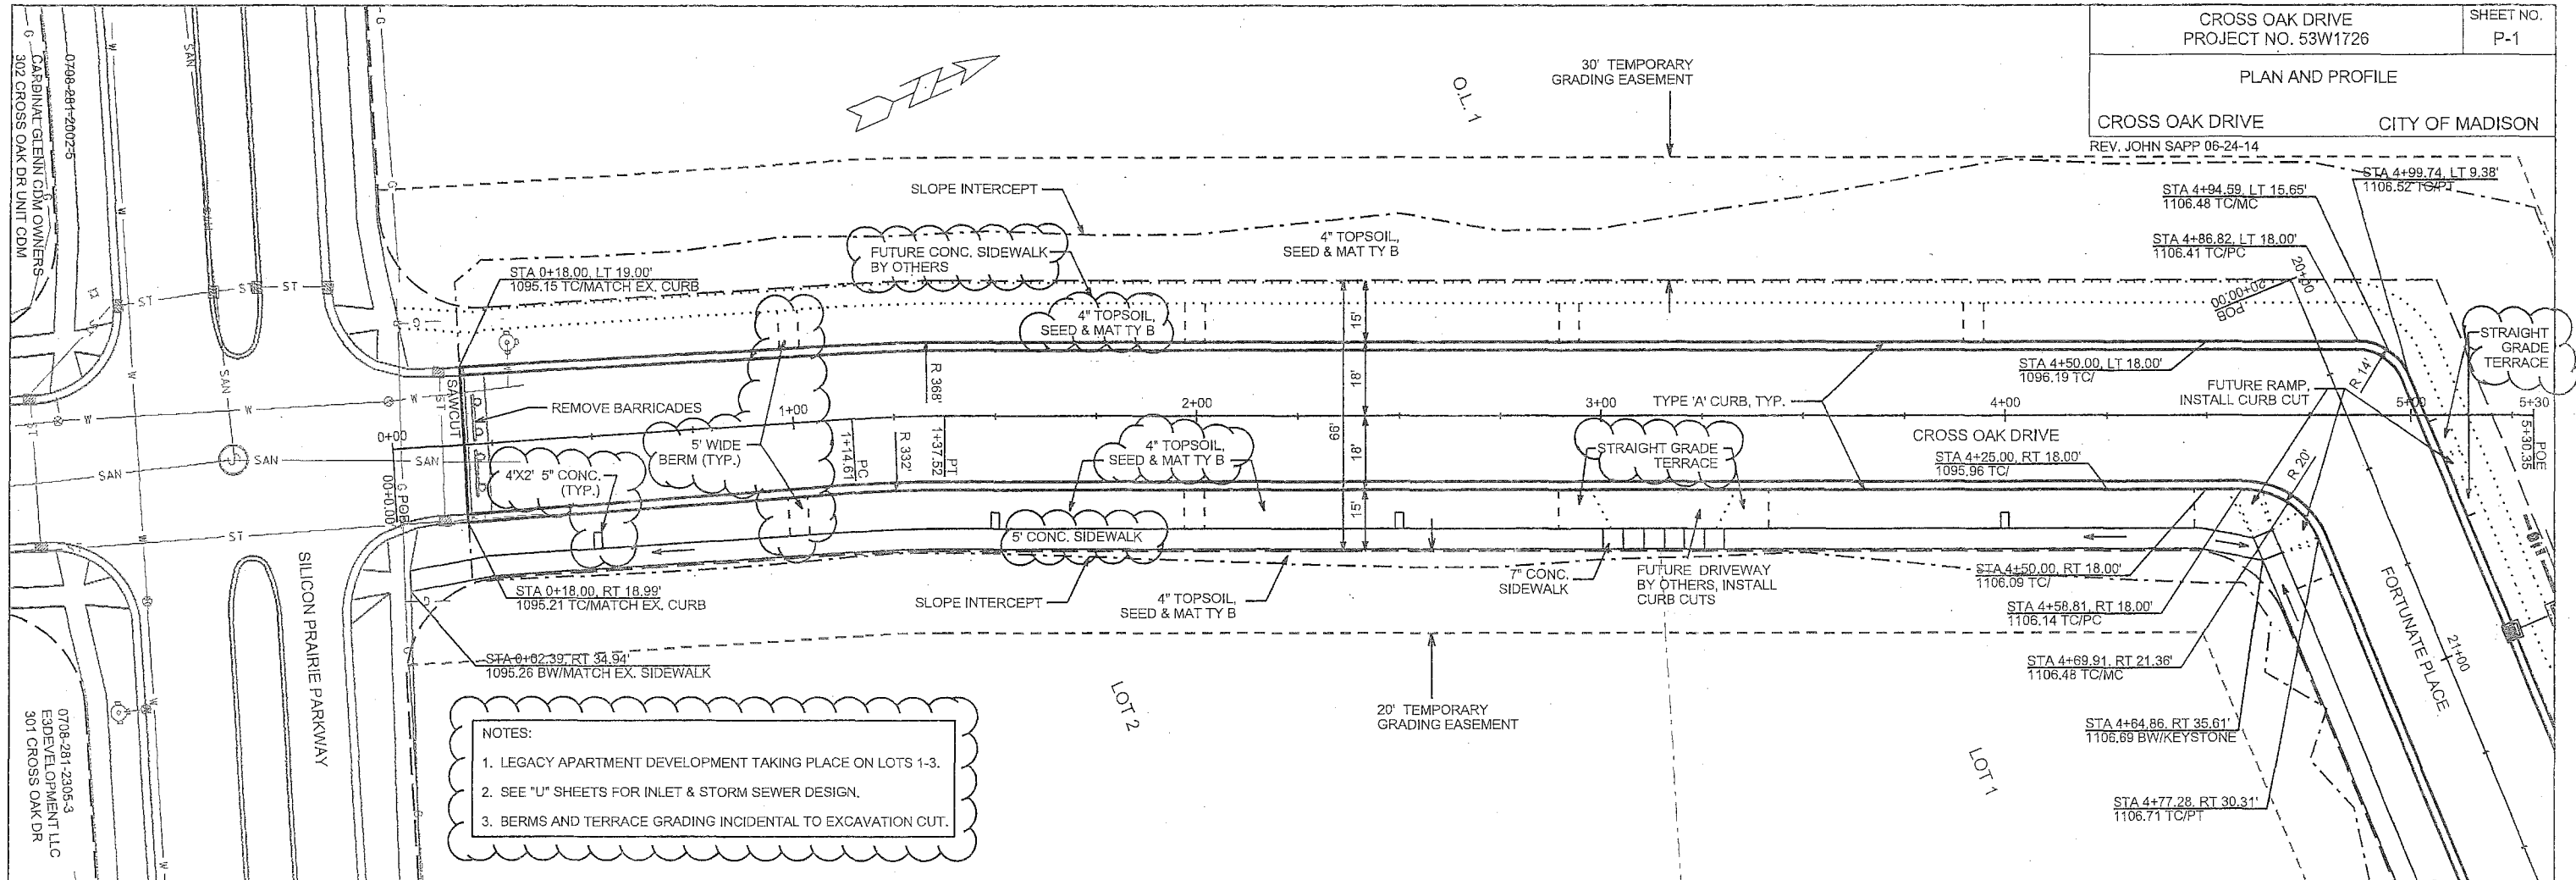 CROSS OAK DRIVE
PROJECT NO. 53W1726
SHEET NO.
P-1
PLAN AND PROFILE
CROSS OAK DRIVE
CITY OF MADISON
REV. JOHN SAPP 06-24-14
0708-281-2002-5
CARDINAL GLENN CDM OWNERS
302 CROSS OAK DR UNIT CDM
30' TEMPORARY
GRADING EASEMENT
O.L. 1
SLOPE INTERCEPT
FUTURE CONC. SIDEWALK
BY OTHERS
4" TOPSOIL,
SEED & MAT TY B
4" TOPSOIL,
SEED & MAT TY B
STA 0+18.00, LT 19.00'
1095.15 TC/MATCH EX. CURB
STA 4+99.74, LT 9.38'
1106.52 TC/PT
STA 4+94.59, LT 15.65'
1106.48 TC/MC
STA 4+86.82, LT 18.00'
1106.41 TC/PC
20+00
20+00.00
POB
STRAIGHT
GRADE
TERRACE
STA 4+50.00, LT 18.00'
1096.19 TC/
FUTURE RAMP,
INSTALL CURB CUT
R 14'
TYPE 'A' CURB, TYP.
REMOVE BARRICADES
SAWCUT
5' WIDE
BERM (TYP.)
4'X2' 5" CONC.
(TYP.)
R 368'
R 332'
1+14.61
PC
1+37.52
PT
0+00
1+00
2+00
3+00
4+00
5+00
5+30
5+30.35
POE
POB
0+00.00
15'
18'
66'
18'
15'
4" TOPSOIL,
SEED & MAT TY B
STRAIGHT GRADE
TERRACE
CROSS OAK DRIVE
STA 4+25.00, RT 18.00'
1095.96 TC/
R 20'
5' CONC. SIDEWALK
SLOPE INTERCEPT
4" TOPSOIL,
SEED & MAT TY B
7" CONC.
SIDEWALK
FUTURE DRIVEWAY
BY OTHERS, INSTALL
CURB CUTS
STA 4+50.00, RT 18.00'
1106.09 TC/
STA 4+58.81, RT 18.00'
1106.14 TC/PC
STA 4+69.91, RT 21.36'
1106.48 TC/MC
STA 4+64.86, RT 35.61'
1106.69 BW/KEYSTONE
STA 4+77.28, RT 30.31'
1106.71 TC/PT
FORTUNATE PLACE
21+00
STA 0+18.00, RT 18.99'
1095.21 TC/MATCH EX. CURB
STA 0+02.39, RT 34.94'
1095.26 BW/MATCH EX. SIDEWALK
SILICON PRAIRIE PARKWAY
LOT 2
20' TEMPORARY
GRADING EASEMENT
LOT 1
NOTES:
1. LEGACY APARTMENT DEVELOPMENT TAKING PLACE ON LOTS 1-3.
2. SEE "U" SHEETS FOR INLET & STORM SEWER DESIGN.
3. BERMS AND TERRACE GRADING INCIDENTAL TO EXCAVATION CUT.
0708-281-2305-3
E3DEVELOPMENT LLC
301 CROSS OAK DR
SAN
SAN
SAN
SAN
SAN
ST
ST
ST
ST
ST
ST
W
W
W
W
G
G
G